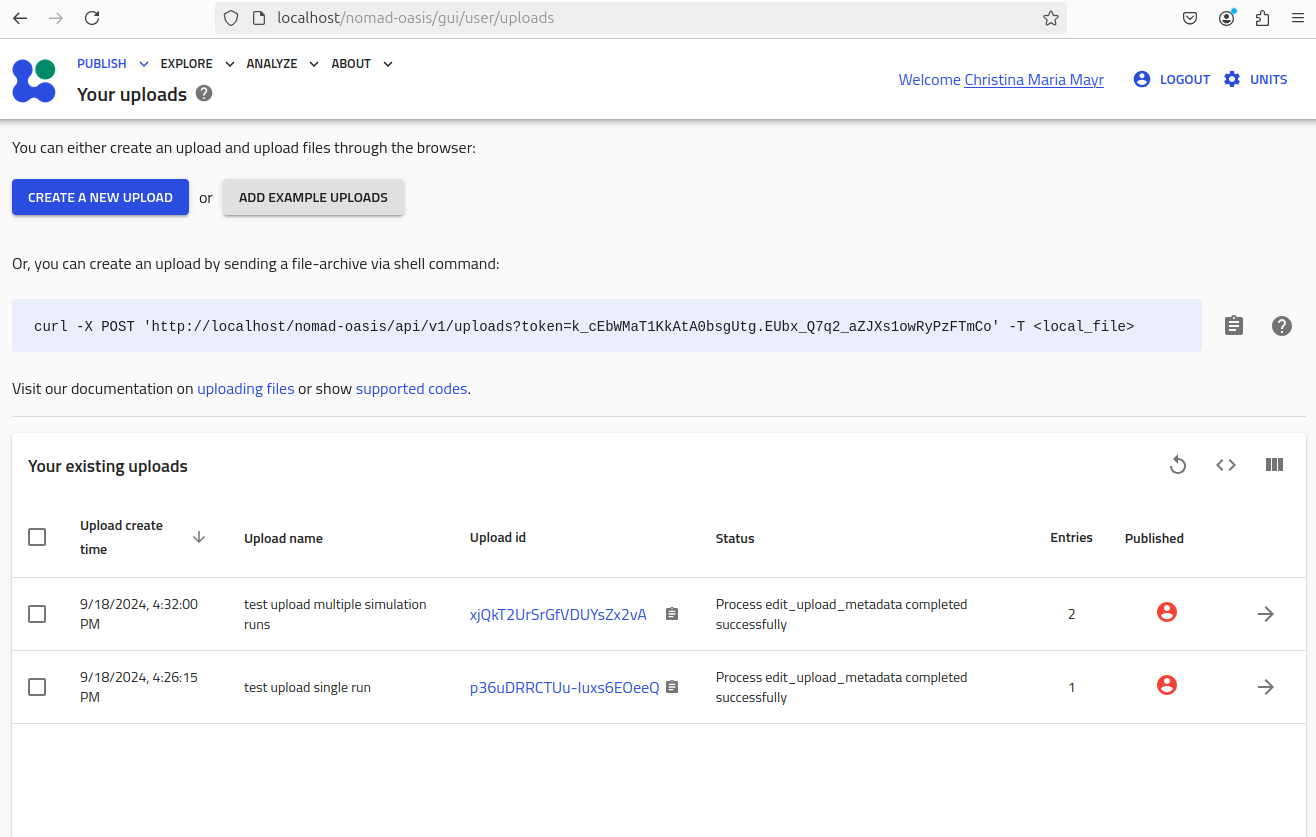 localhost/nomad-oasis/gui/user/uploads
PUBLISH EXPLORE ANALYZE ABOUT
Your uploads
Welcome Christina Maria Mayr LOGOUT UNITS
You can either create an upload and upload files through the browser:
CREATE A NEW UPLOAD or ADD EXAMPLE UPLOADS
Or, you can create an upload by sending a file-archive via shell command:
curl -X POST 'http://localhost/nomad-oasis/api/v1/uploads?token=k_cEbWMaT1KkAtA0bsgUtg.EUbx_Q7q2_aZJXs1owRyPzFTmCo' -T <local_file>
Visit our documentation on uploading files or show supported codes.
Your existing uploads
Upload create
time
Upload name
Upload id
Status
Entries
Published
9/18/2024, 4:32:00
PM
test upload multiple simulation
runs
xjQkT2UrSrGfVDUYsZx2vA
Process edit_upload_metadata completed
successfully
2
9/18/2024, 4:26:15
PM
test upload single run
p36uDRRCTUu-luxs6EOeeQ
Process edit_upload_metadata completed
successfully
1